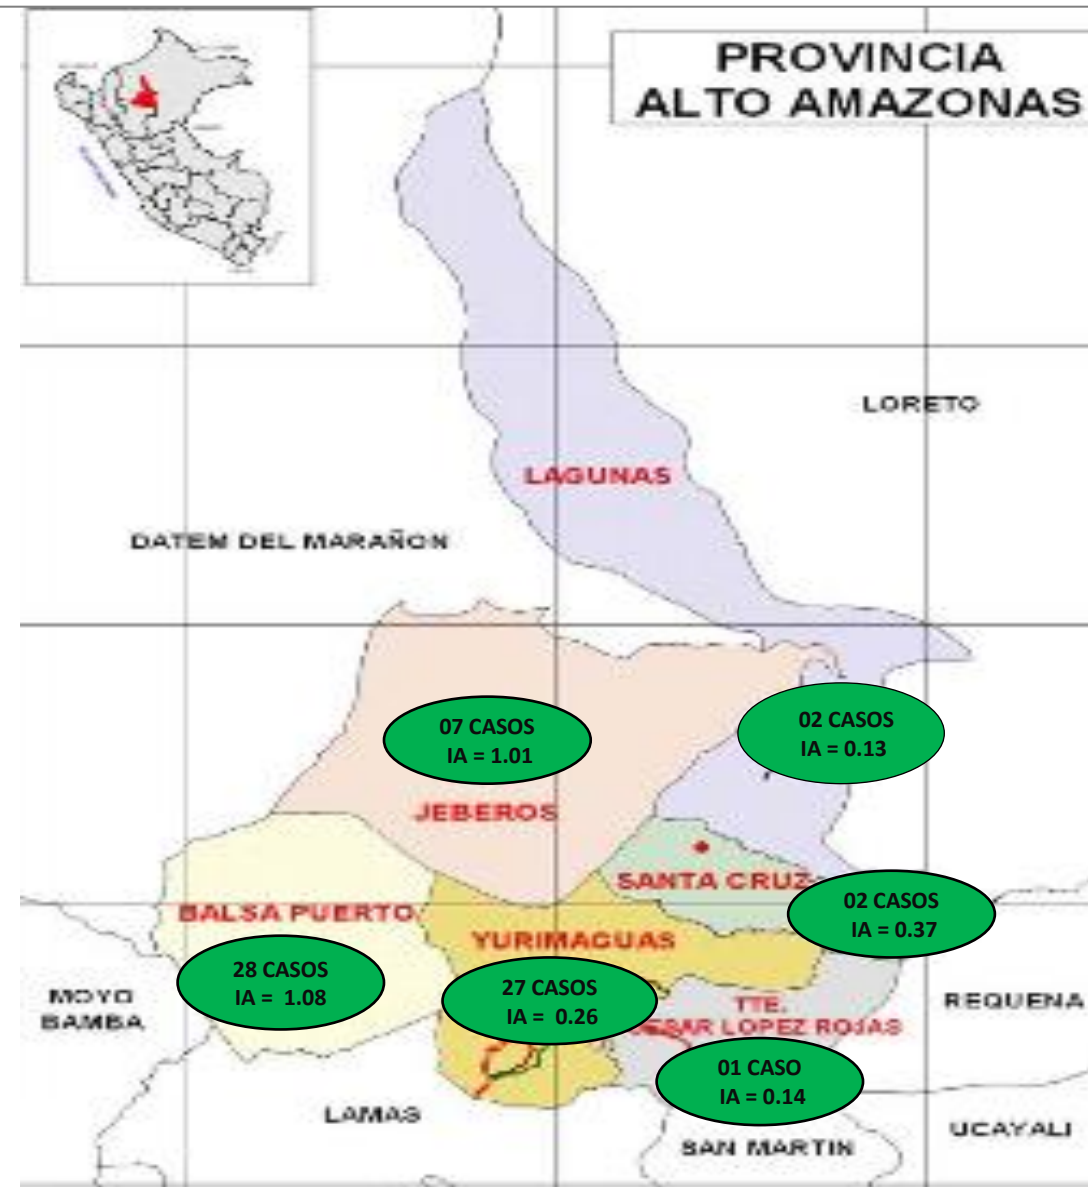 PROVINCIA
ALTO AMAZONAS
LORETO
LAGUNAS
DATEM DEL MARAÑON
07 CASOS
IA = 1.01
02 CASOS
IA = 0.13
JEBEROS
SANTA CRUZ
BALSA PUERTO
02 CASOS
IA = 0.37
YURIMAGUAS
28 CASOS
IA = 1.08
27 CASOS
IA = 0.26
MOYO
BAMBA
TTE.
ESAR LOPEZ ROJAS
REQUENA
01 CASO
IA = 0.14
LAMAS
SAN MARTIN
UCAYALI